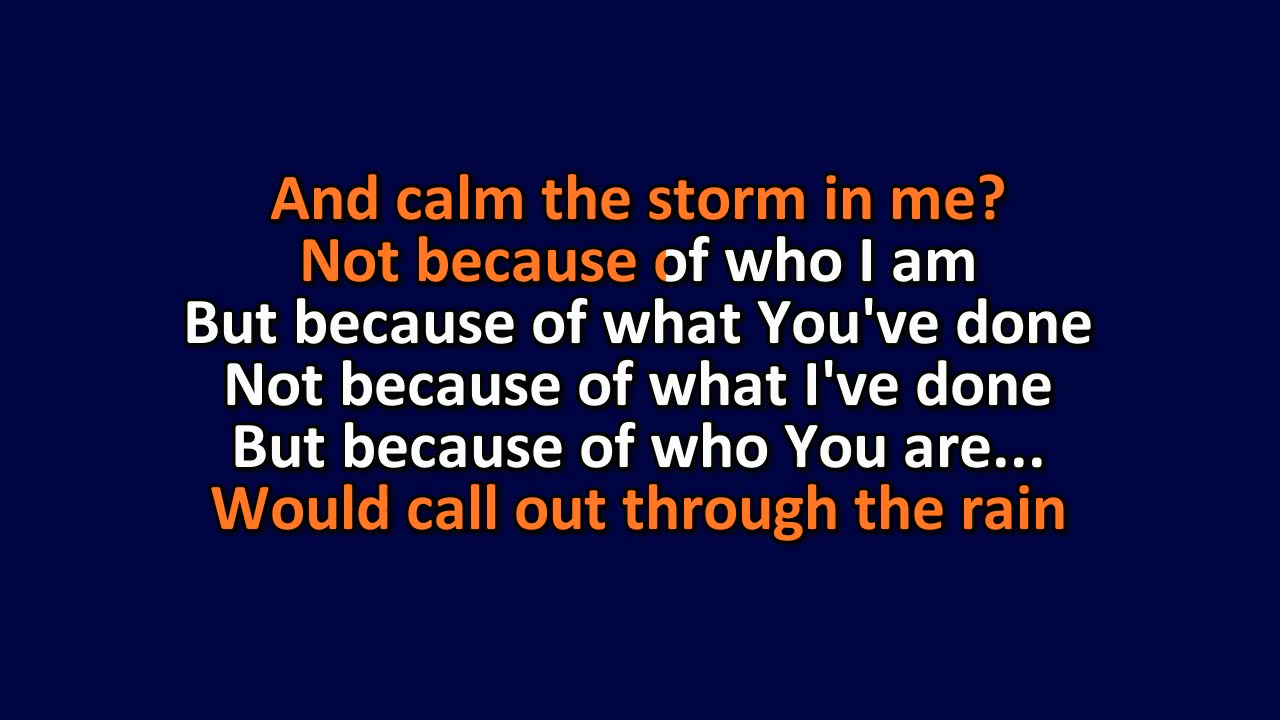 And calm the storm in me?
Not because of who I am
But because of what You've done
Not because of what I've done
But because of who You are...
Would call out through the rain